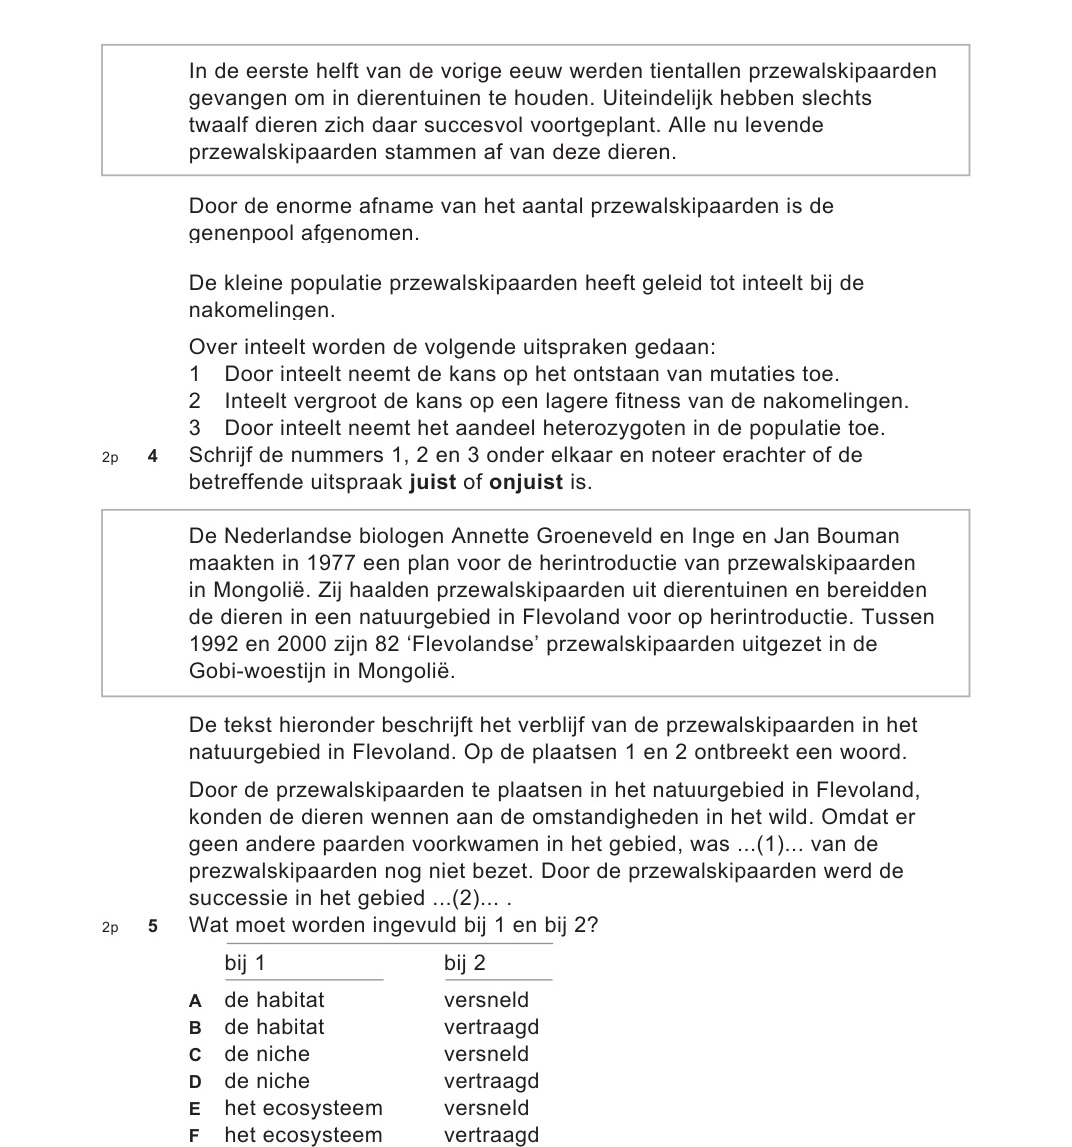 In de eerste helft van de vorige eeuw werden tientallen przewalskipaarden
gevangen om in dierentuinen te houden. Uiteindelijk hebben slechts
twaalf dieren zich daar succesvol voortgeplant. Alle nu levende
przewalskipaarden stammen af van deze dieren.
Door de enorme afname van het aantal przewalskipaarden is de
genenpool afgenomen.
De kleine populatie przewalskipaarden heeft geleid tot inteelt bij de
nakomelingen.
Over inteelt worden de volgende uitspraken gedaan:
1 Door inteelt neemt de kans op het ontstaan van mutaties toe.
2 Inteelt vergroot de kans op een lagere fitness van de nakomelingen.
3 Door inteelt neemt het aandeel heterozygoten in de populatie toe.
2p 4 Schrijf de nummers 1, 2 en 3 onder elkaar en noteer erachter of de
betreffende uitspraak juist of onjuist is.
De Nederlandse biologen Annette Groeneveld en Inge en Jan Bouman
maakten in 1977 een plan voor de herintroductie van przewalskipaarden
in Mongolië. Zij haalden przewalskipaarden uit dierentuinen en bereidden
de dieren in een natuurgebied in Flevoland voor op herintroductie. Tussen
1992 en 2000 zijn 82 ‘Flevolandse’ przewalskipaarden uitgezet in de
Gobi-woestijn in Mongolië.
De tekst hieronder beschrijft het verblijf van de przewalskipaarden in het
natuurgebied in Flevoland. Op de plaatsen 1 en 2 ontbreekt een woord.
Door de przewalskipaarden te plaatsen in het natuurgebied in Flevoland,
konden de dieren wennen aan de omstandigheden in het wild. Omdat er
geen andere paarden voorkwamen in het gebied, was ...(1)... van de
prezwalskipaarden nog niet bezet. Door de przewalskipaarden werd de
successie in het gebied ...(2)... .
2p 5 Wat moet worden ingevuld bij 1 en bij 2?
bij 1 bij 2
A de habitat versneld
B de habitat vertraagd
C de niche versneld
D de niche vertraagd
E het ecosysteem versneld
F het ecosysteem vertraagd